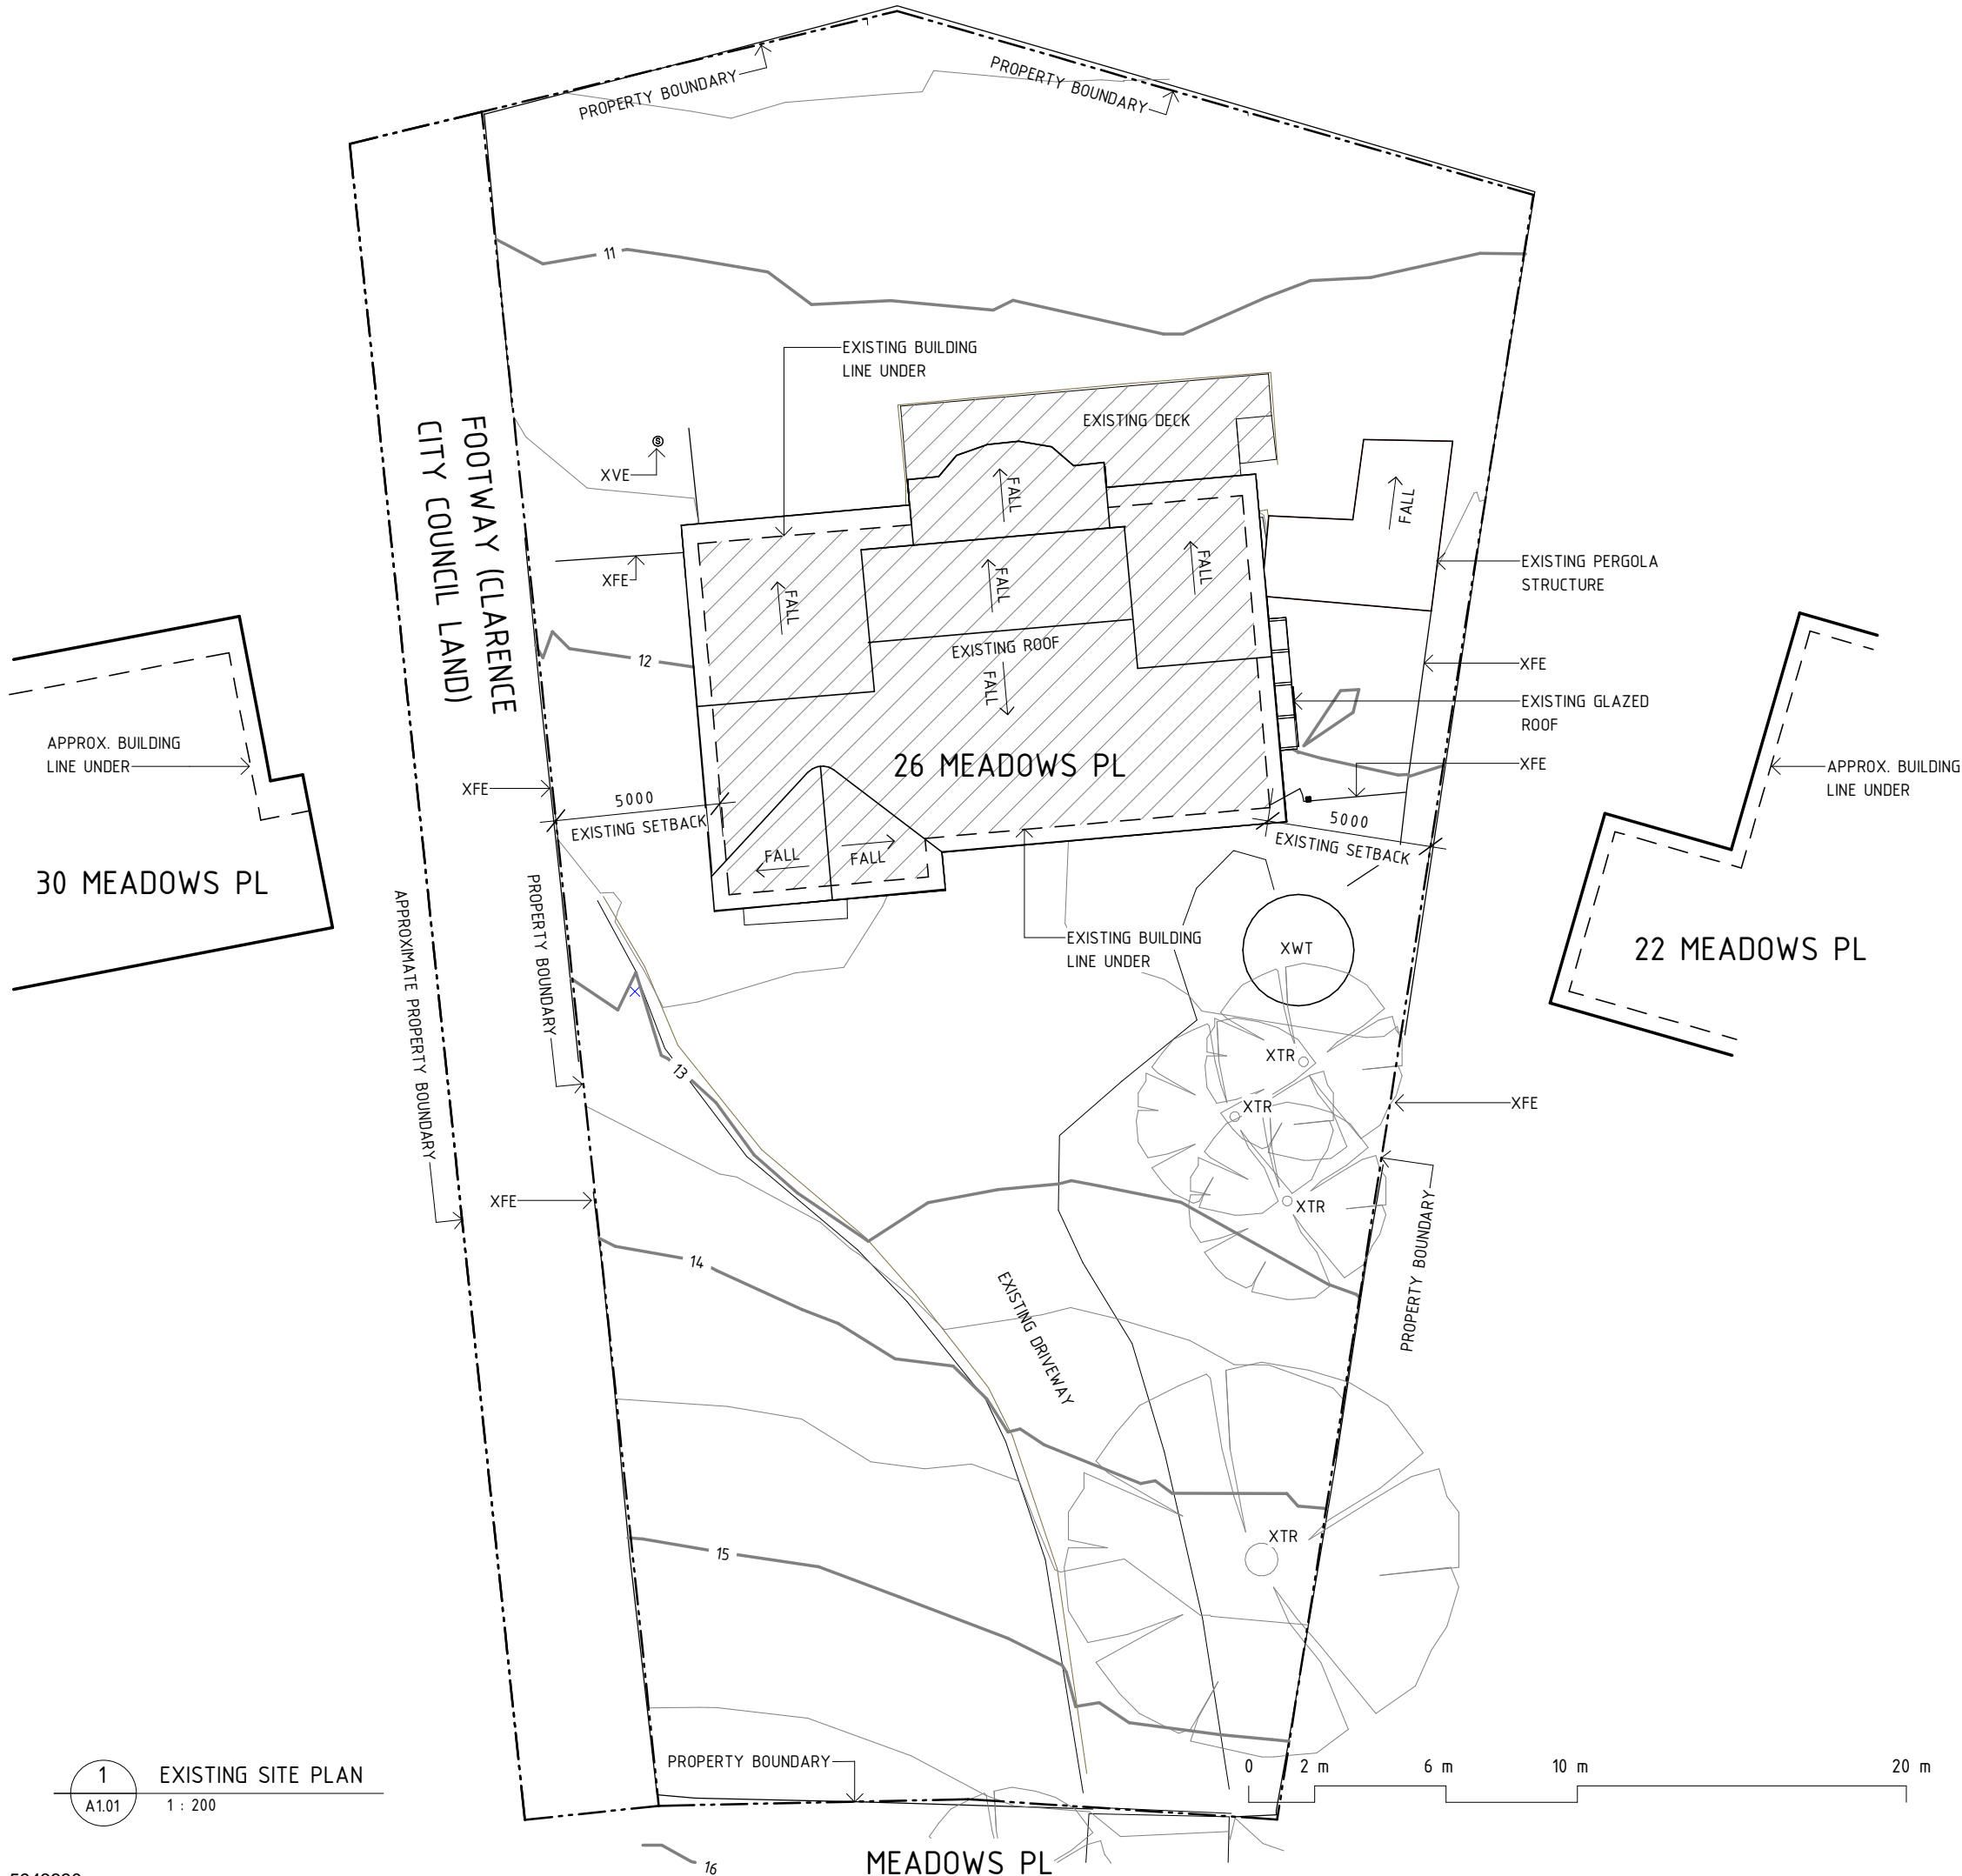 PROPERTY BOUNDARY
PROPERTY BOUNDARY
11
EXISTING BUILDING
LINE UNDER
EXISTING DECK
FOOTWAY (CLARENCE
CITY COUNCIL LAND)
XVE
FALL
FALL
XFE
FALL
FALL
FALL
EXISTING PERGOLA
STRUCTURE
12
EXISTING ROOF
FALL
XFE
EXISTING GLAZED
ROOF
APPROX. BUILDING
LINE UNDER
26 MEADOWS PL
XFE
APPROX. BUILDING
LINE UNDER
XFE
5000
EXISTING SETBACK
5000
EXISTING SETBACK
FALL
FALL
30 MEADOWS PL
APPROXIMATE PROPERTY BOUNDARY
PROPERTY BOUNDARY
EXISTING BUILDING
LINE UNDER
XWT
22 MEADOWS PL
XTR
13
XTR
XFE
XFE
XTR
PROPERTY BOUNDARY
14
EXISTING DRIVEWAY
XTR
15
PROPERTY BOUNDARY
0 2 m 6 m 10 m 20 m
1
EXISTING SITE PLAN
A1.01
1 : 200
16
MEADOWS PL